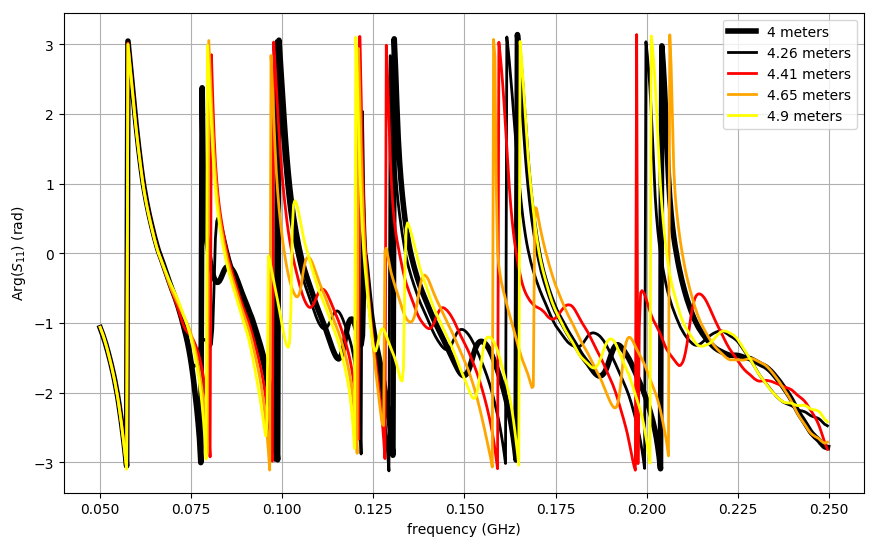 4 meters
4.26 meters
4.41 meters
4.65 meters
4.9 meters
Arg(S₁₁) (rad)
3
2
1
0
−1
−2
−3
0.050 0.075 0.100 0.125 0.150 0.175 0.200 0.225 0.250
frequency (GHz)